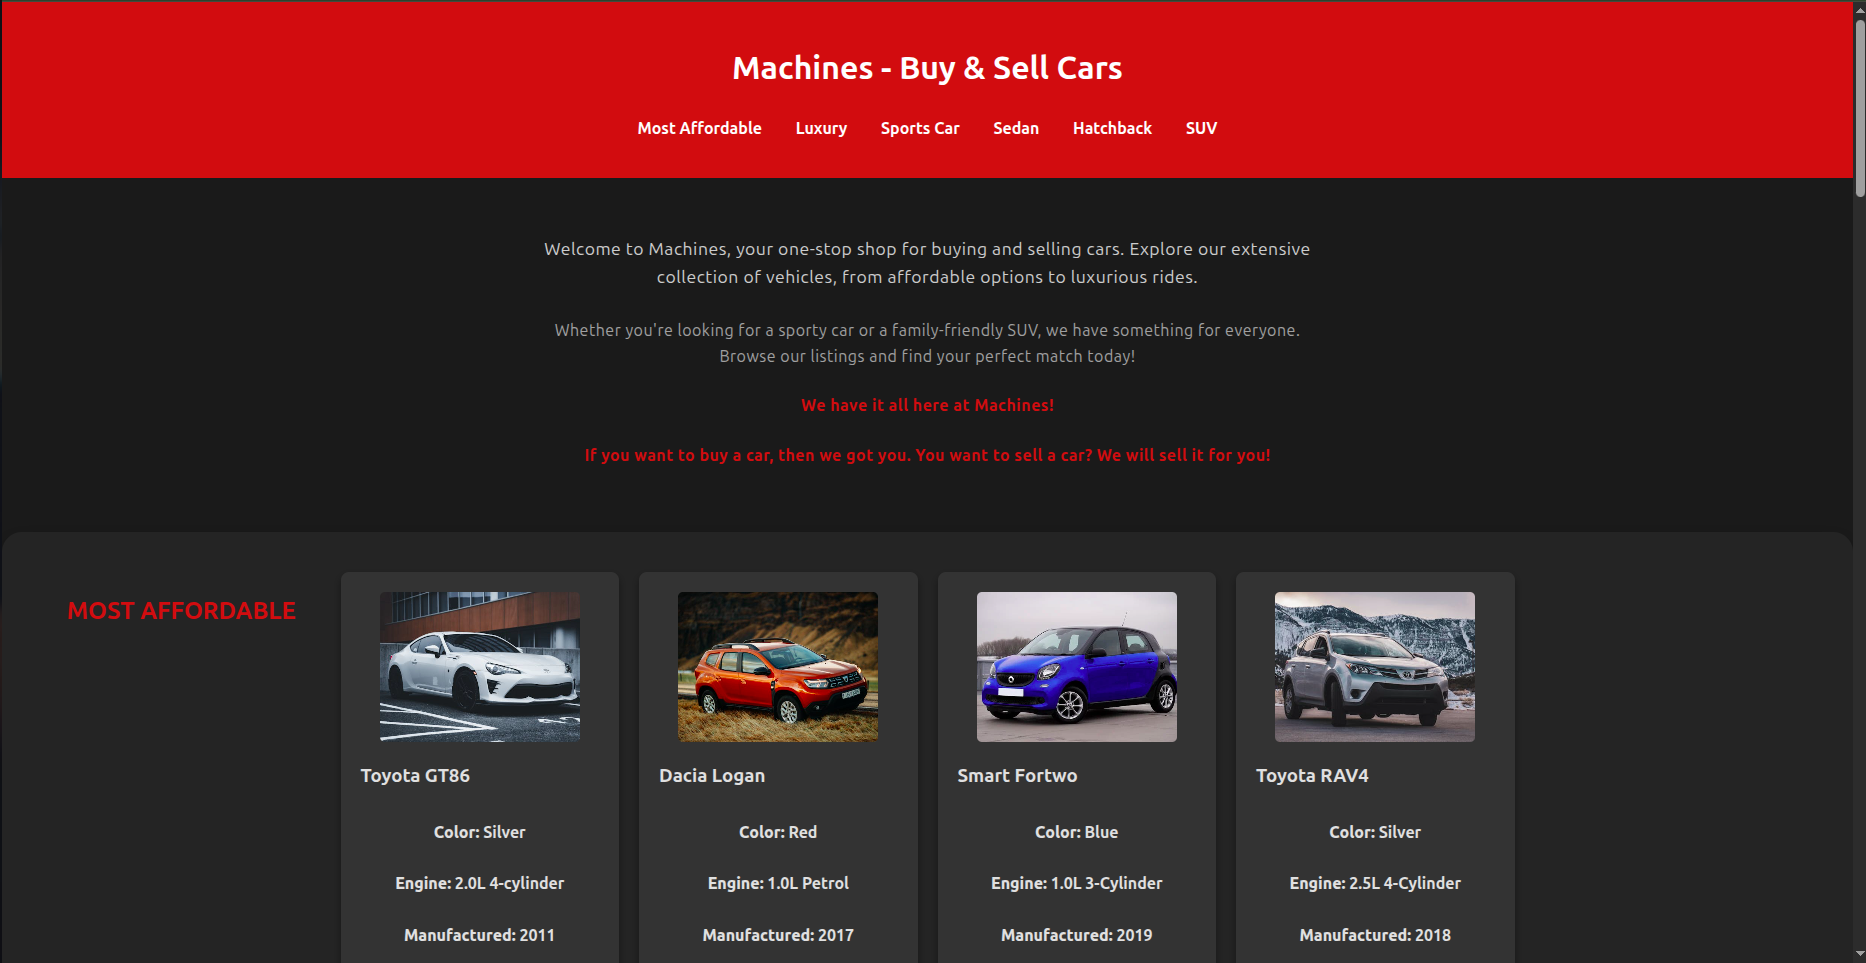 Machines - Buy & Sell Cars
Most Affordable Luxury Sports Car Sedan Hatchback SUV
Welcome to Machines, your one-stop shop for buying and selling cars. Explore our extensive
collection of vehicles, from affordable options to luxurious rides.
Whether you're looking for a sporty car or a family-friendly SUV, we have something for everyone.
Browse our listings and find your perfect match today!
We have it all here at Machines!
If you want to buy a car, then we got you. You want to sell a car? We will sell it for you!
MOST AFFORDABLE
Toyota GT86
Color: Silver
Engine: 2.0L 4-cylinder
Manufactured: 2011
Dacia Logan
Color: Red
Engine: 1.0L Petrol
Manufactured: 2017
Smart Fortwo
Color: Blue
Engine: 1.0L 3-Cylinder
Manufactured: 2019
Toyota RAV4
Color: Silver
Engine: 2.5L 4-Cylinder
Manufactured: 2018